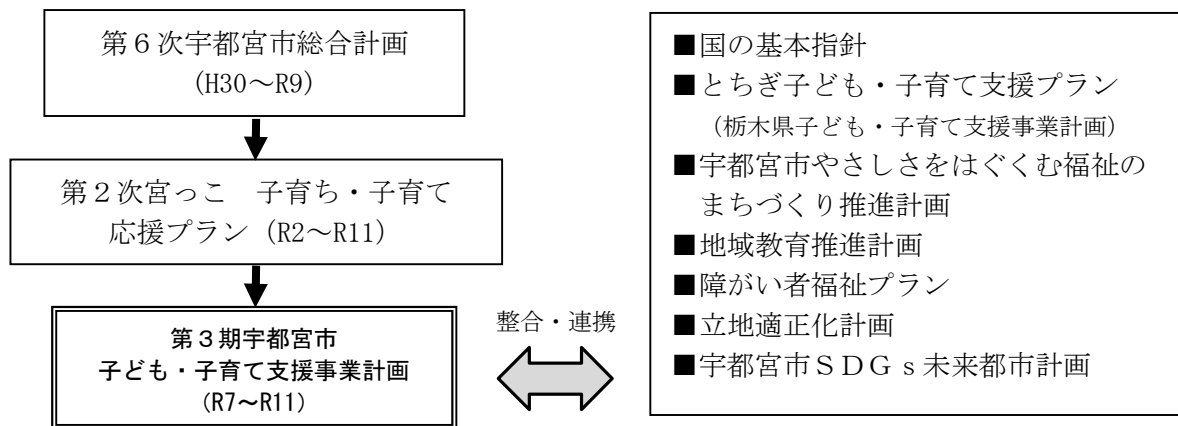 第６次宇都宮市総合計画
(H30～R9)
第２次宮っこ　子育ち・子育て
応援プラン（R2～R11）
第３期宇都宮市
子ども・子育て支援事業計画
(R7～R11)
整合・連携
■国の基本指針
■とちぎ子ども・子育て支援プラン
（栃木県子ども・子育て支援事業計画）
■宇都宮市やさしさをはぐくむ福祉の
まちづくり推進計画
■地域教育推進計画
■障がい者福祉プラン
■立地適正化計画
■宇都宮市ＳＤＧｓ未来都市計画